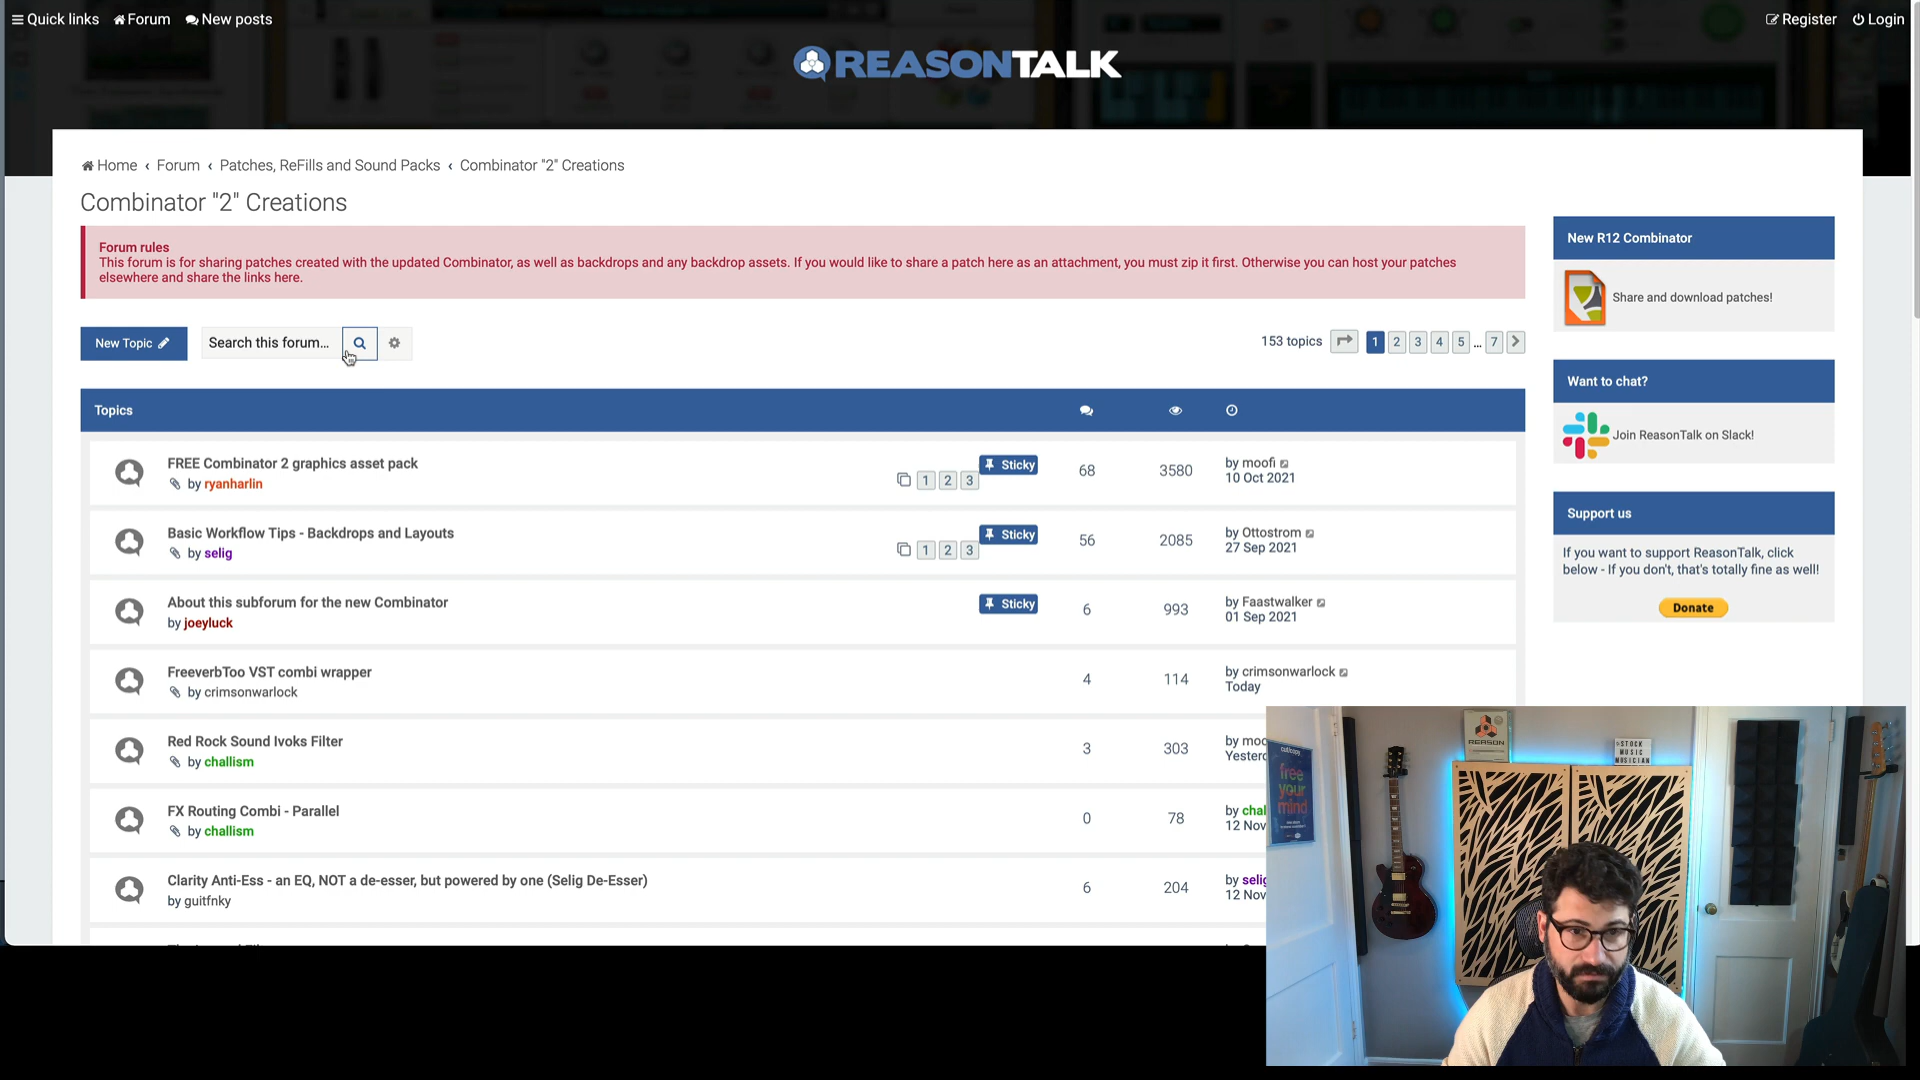 Quick links Forum New posts
Register Login
REASONTALK
Home ‹ Forum ‹ Patches, ReFills and Sound Packs ‹ Combinator "2" Creations
Combinator "2" Creations
Forum rules
This forum is for sharing patches created with the updated Combinator, as well as backdrops and any backdrop assets. If you would like to share a patch here as an attachment, you must zip it first. Otherwise you can host your patches
elsewhere and share the links here.
New Topic
Search this forum...
153 topics 1 2 3 4 5 ... 7
Topics
FREE Combinator 2 graphics asset pack
by ryanharlin
1 2 3
Sticky
68
3580
by moofi
10 Oct 2021
Basic Workflow Tips - Backdrops and Layouts
by selig
1 2 3
Sticky
56
2085
by Ottostrom
27 Sep 2021
About this subforum for the new Combinator
by joeyluck
Sticky
6
993
by Faastwalker
01 Sep 2021
FreeverbToo VST combi wrapper
by crimsonwarlock
4
114
by crimsonwarlock
Today
Red Rock Sound Ivoks Filter
by challism
3
303
by moo
Yester
FX Routing Combi - Parallel
by challism
0
78
by chal
12 Nov
Clarity Anti-Ess - an EQ, NOT a de-esser, but powered by one (Selig De-Esser)
by guitfnky
6
204
by selig
12 Nov
New R12 Combinator
Share and download patches!
Want to chat?
Join ReasonTalk on Slack!
Support us
If you want to support ReasonTalk, click
below - If you don't, that's totally fine as well!
Donate
REASON
STOCK
MUSIC
MUSICIAN
free
your
mind